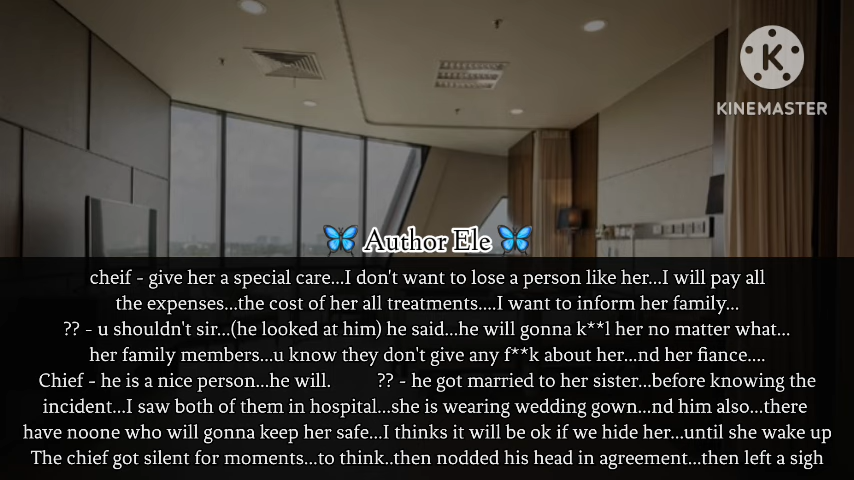 KINEMASTER
🦋 Author Ele 🦋
cheif - give her a special care...I don't want to lose a person like her...I will pay all
the expenses...the cost of her all treatments....I want to inform her family...
?? - u shouldn't sir...(he looked at him) he said...he will gonna k**l her no matter what...
her family members...u know they don't give any f**k about her...nd her fiance....
Chief - he is a nice person...he will. ?? - he got married to her sister...before knowing the
incident...I saw both of them in hospital...she is wearing wedding gown...nd him also...there
have noone who will gonna keep her safe...I thinks it will be ok if we hide her...until she wake up
The chief got silent for moments...to think..then nodded his head in agreement...then left a sigh